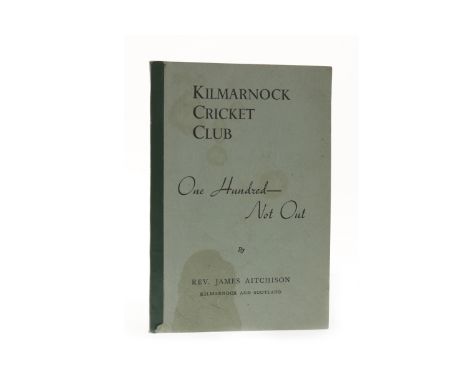 KILMARNOCK
CRICKET
CLUB
One Hundred—
Not Out
By
REV. JAMES AITCHISON
KILMARNOCK AND SCOTLAND